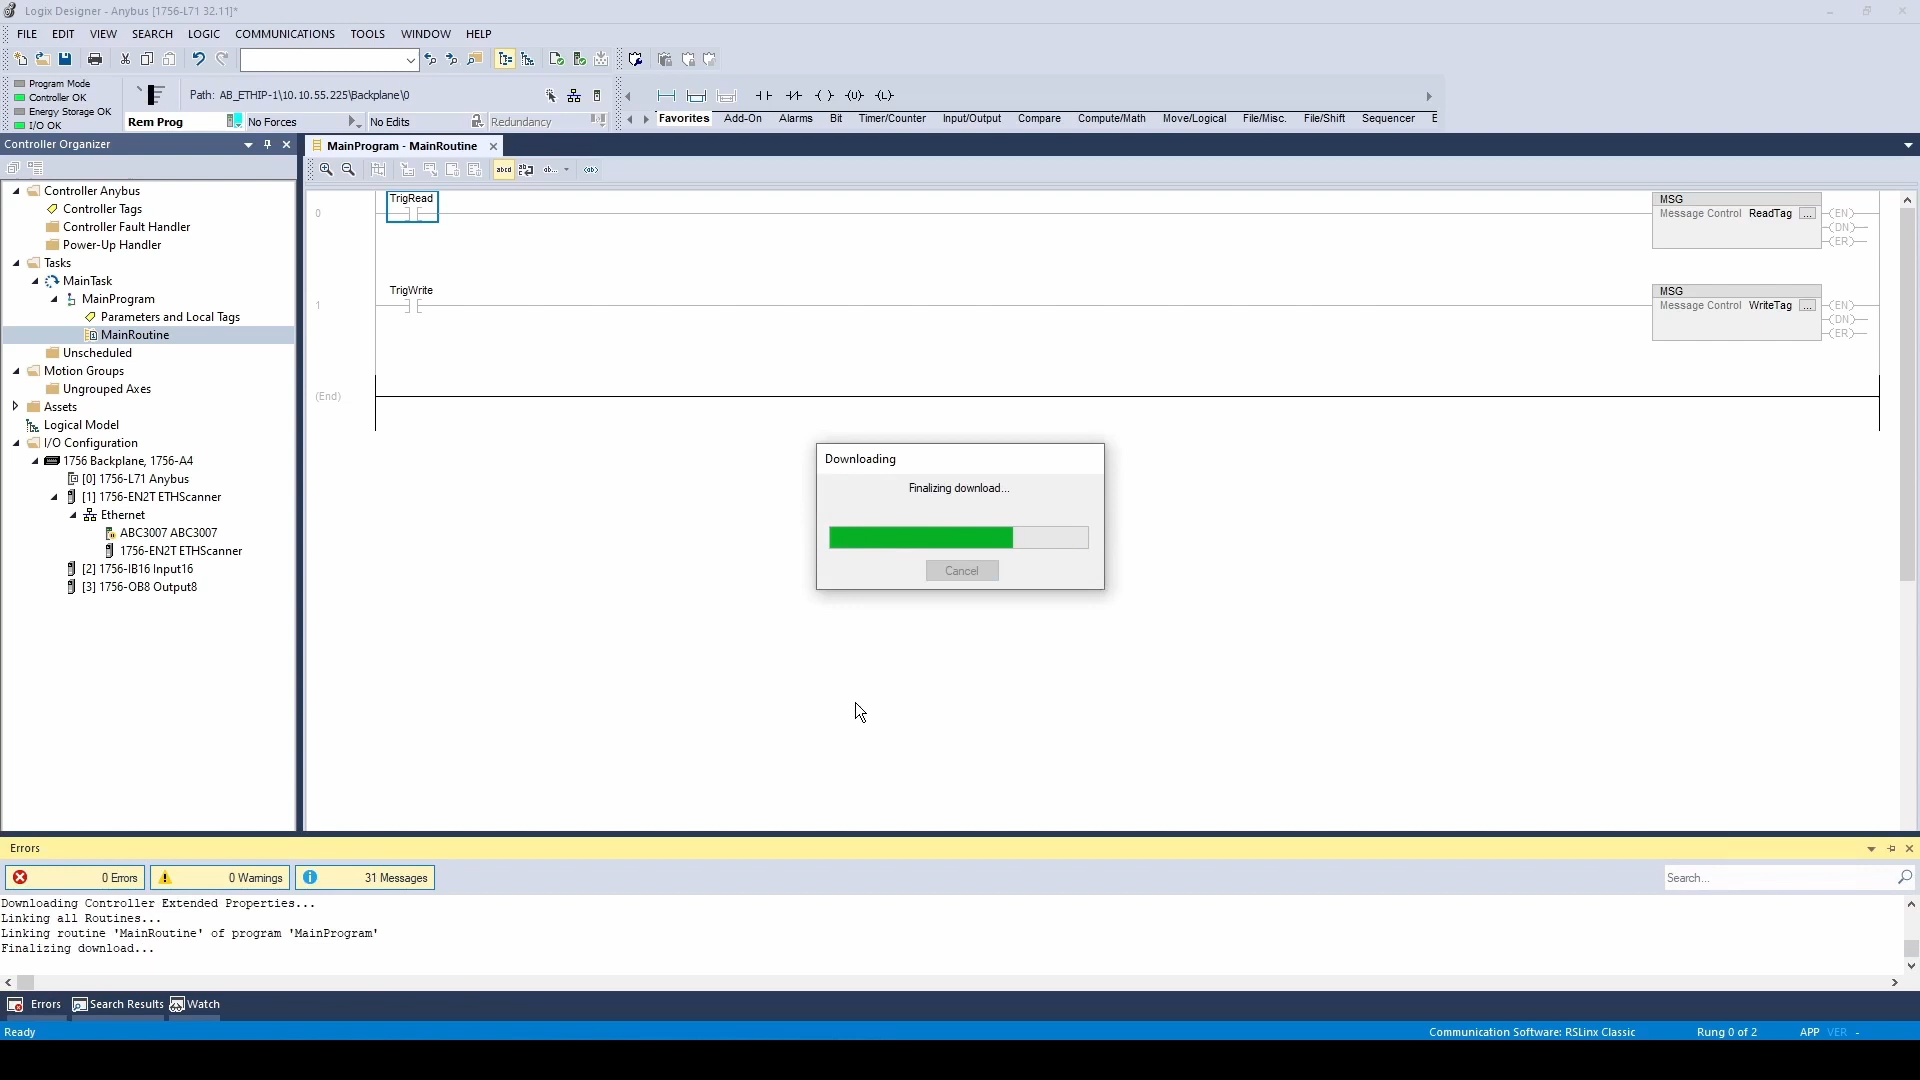 Logix Designer - Anybus [1756-L71 32.11]*
FILE EDIT VIEW SEARCH LOGIC COMMUNICATIONS TOOLS WINDOW HELP
Program Mode
Controller OK
Energy Storage OK
I/O OK
Path: AB_ETHIP-1\10.10.55.225\Backplane\0
Rem Prog No Forces No Edits Redundancy
Favorites Add-On Alarms Bit Timer/Counter Input/Output Compare Compute/Math Move/Logical File/Misc. File/Shift Sequencer E
Controller Organizer
MainProgram - MainRoutine
Controller Anybus
Controller Tags
Controller Fault Handler
Power-Up Handler
Tasks
MainTask
MainProgram
Parameters and Local Tags
MainRoutine
Unscheduled
Motion Groups
Ungrouped Axes
Assets
Logical Model
I/O Configuration
1756 Backplane, 1756-A4
[0] 1756-L71 Anybus
[1] 1756-EN2T ETHScanner
Ethernet
ABC3007 ABC3007
1756-EN2T ETHScanner
[2] 1756-IB16 Input16
[3] 1756-OB8 Output8
abcd ab...
TrigRead
0
MSG
Message Control ReadTag ...
(EN)
(DN)
(ER)
TrigWrite
1
MSG
Message Control WriteTag ...
(EN)
(DN)
(ER)
(End)
Downloading
Finalizing download...
Cancel
Errors
0 Errors 0 Warnings 31 Messages
Search...
Downloading Controller Extended Properties...
Linking all Routines...
Linking routine 'MainRoutine' of program 'MainProgram'
Finalizing download...
Errors Search Results Watch
Ready
Communication Software: RSLinx Classic Rung 0 of 2 APP VER -